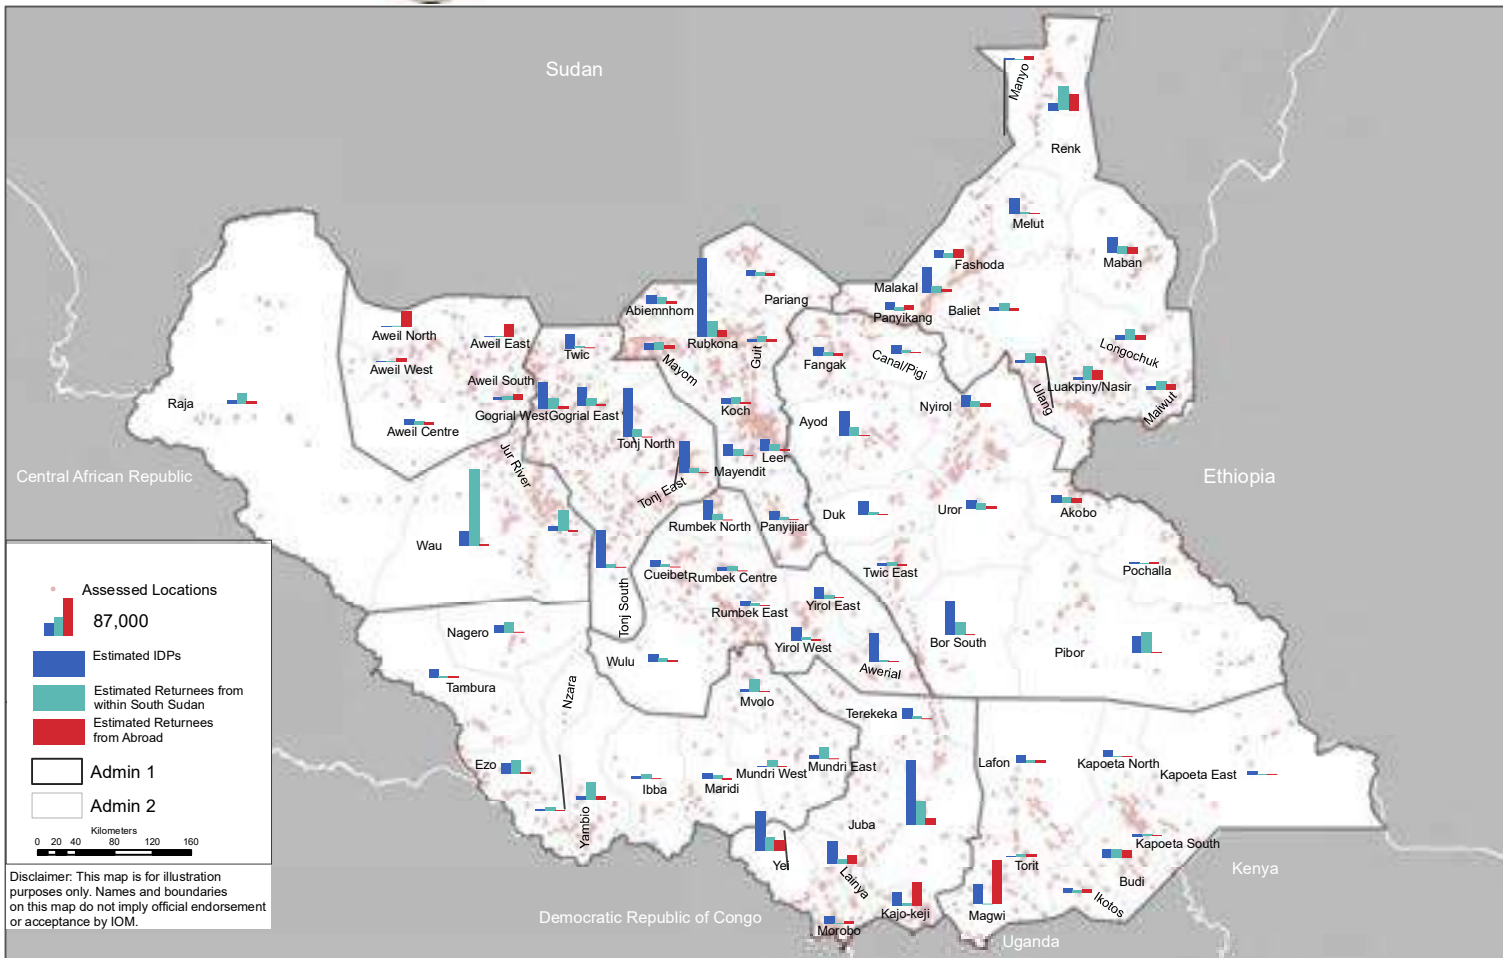 Sudan
Manyo
Renk
Melut
Fashoda
Maban
Malakal
Pariang
Abiemnhom
Panyikang
Baliet
Aweil North
Aweil East
Twic
Rubkona
Guit
Mayom
Fangak
Canal/Pigi
Longochuk
Aweil West
Aweil South
Ulang
Luakpiny/Nasir
Maiwut
Raja
Gogrial West
Gogrial East
Koch
Nyirol
Aweil Centre
Ayod
Tonj North
Leer
Mayendit
Jur River
Central African Republic
Ethiopia
Tonj East
Rumbek North
Panyijiar
Duk
Uror
Akobo
Wau
Cueibet
Rumbek Centre
Twic East
Pochalla
Tonj South
Rumbek East
Yirol East
Yirol West
Bor South
Pibor
Nagero
Wulu
Awerial
Tambura
Nzara
Mvolo
Terekeka
Ezo
Ibba
Maridi
Mundri West
Mundri East
Lafon
Kapoeta North
Kapoeta East
Yambio
Juba
Kapoeta South
Yei
Lainya
Torit
Budi
Kenya
Ikotos
Kajo-keji
Magwi
Morobo
Democratic Republic of Congo
Uganda
Assessed Locations
87,000
Estimated IDPs
Estimated Returnees from
within South Sudan
Estimated Returnees
from Abroad
Admin 1
Admin 2
Kilometers
0 20 40 80 120 160
Disclaimer: This map is for illustration
purposes only. Names and boundaries
on this map do not imply official endorsement
or acceptance by IOM.